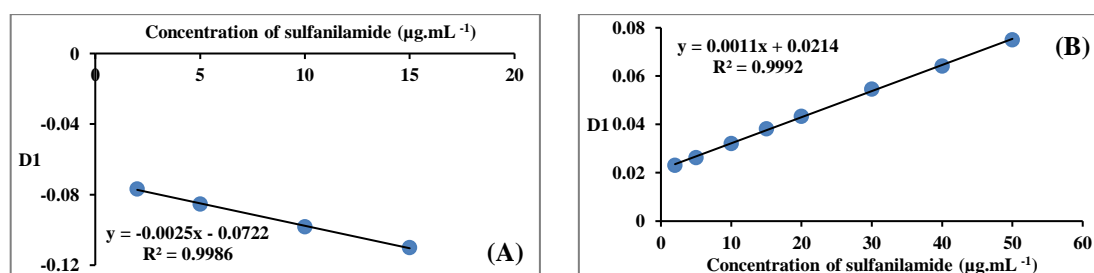 Concentration of sulfanilamide (µg.mL⁻¹)
0
0 5 10 15 20
-0.04
D1
-0.08
y = -0.0025x - 0.0722
R² = 0.9986
(A)
-0.12
0.08
y = 0.0011x + 0.0214
(B)
R² = 0.9992
0.06
D1 0.04
0.02
0
0 10 20 30 40 50 60
Concentration of sulfanilamide (µg.mL⁻¹)